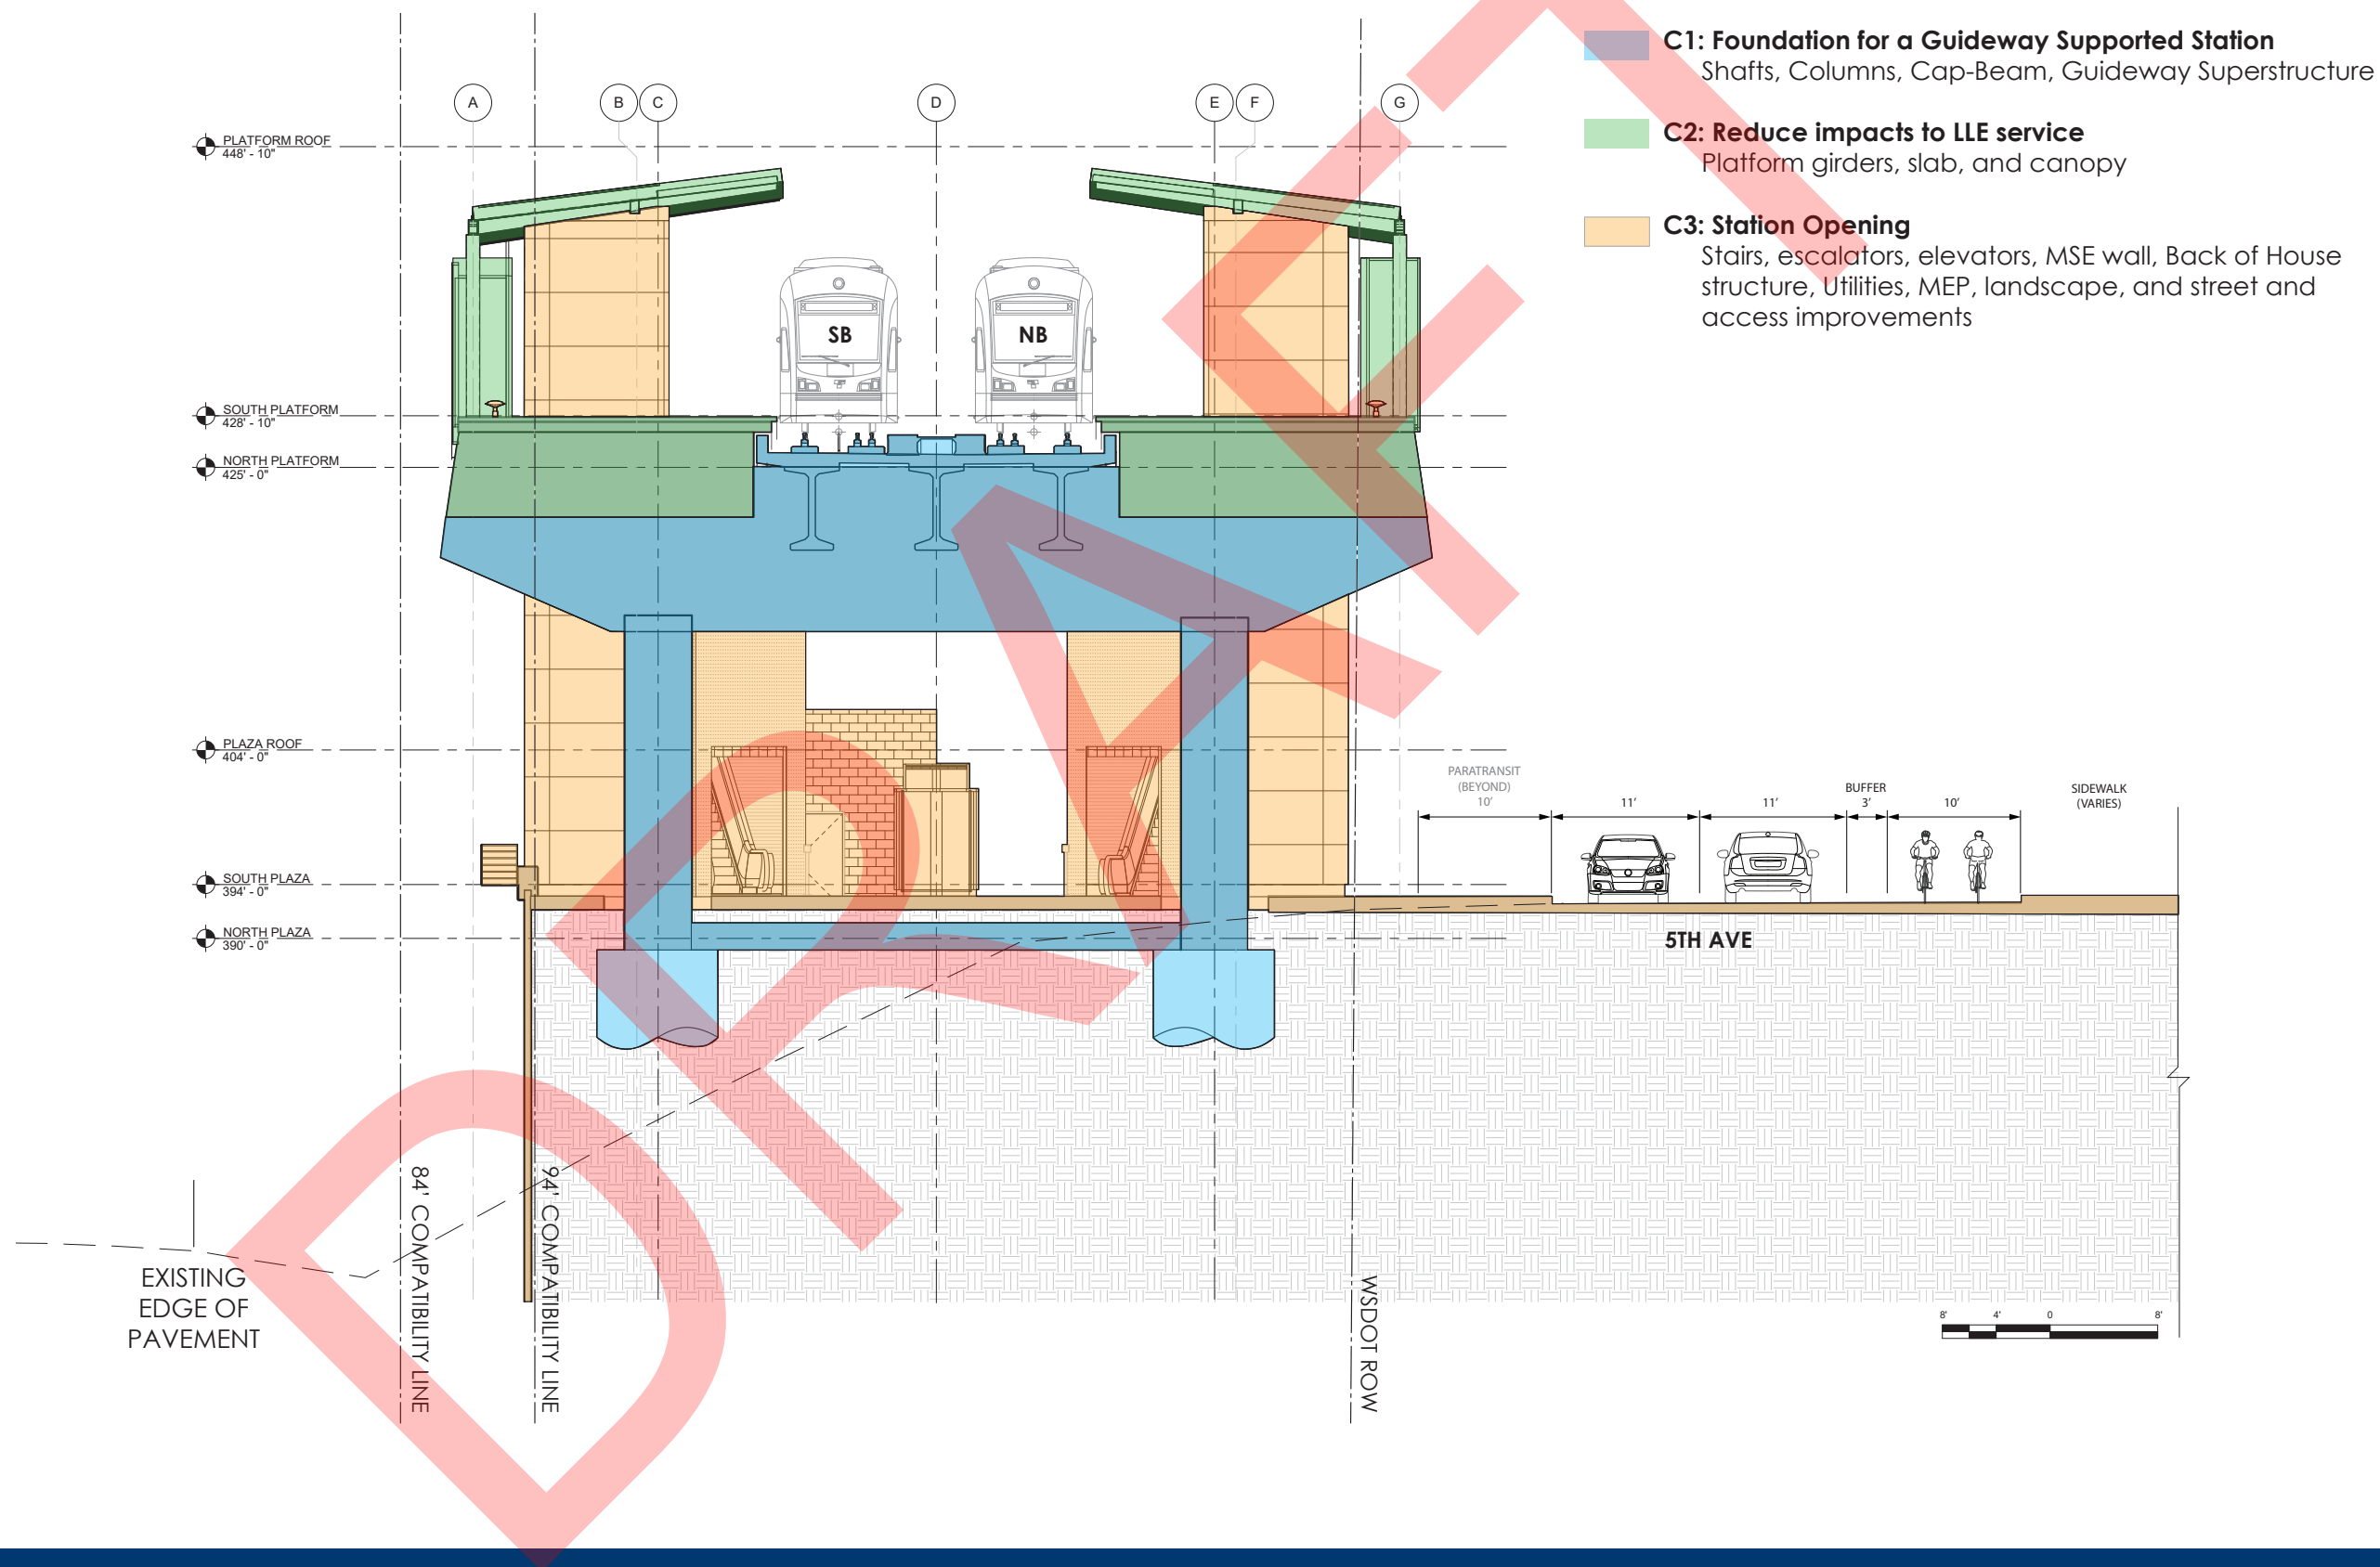 C1: Foundation for a Guideway Supported Station
Shafts, Columns, Cap-Beam, Guideway Superstructure
C2: Reduce impacts to LLE service
Platform girders, slab, and canopy
C3: Station Opening
Stairs, escalators, elevators, MSE wall, Back of House
structure, Utilities, MEP, landscape, and street and
access improvements
A
B
C
D
E
F
G
PLATFORM ROOF
448' - 10"
SOUTH PLATFORM
428' - 10"
NORTH PLATFORM
425' - 0"
PLAZA ROOF
404' - 0"
SOUTH PLAZA
394' - 0"
NORTH PLAZA
390' - 0"
SB
NB
PARATRANSIT
(BEYOND)
10'
11'
11'
BUFFER
3'
10'
SIDEWALK
(VARIES)
5TH AVE
EXISTING
EDGE OF
PAVEMENT
84' COMPATIBILITY LINE
94' COMPATIBILITY LINE
WSDOT ROW
8'
4'
0
8'
DRAFT